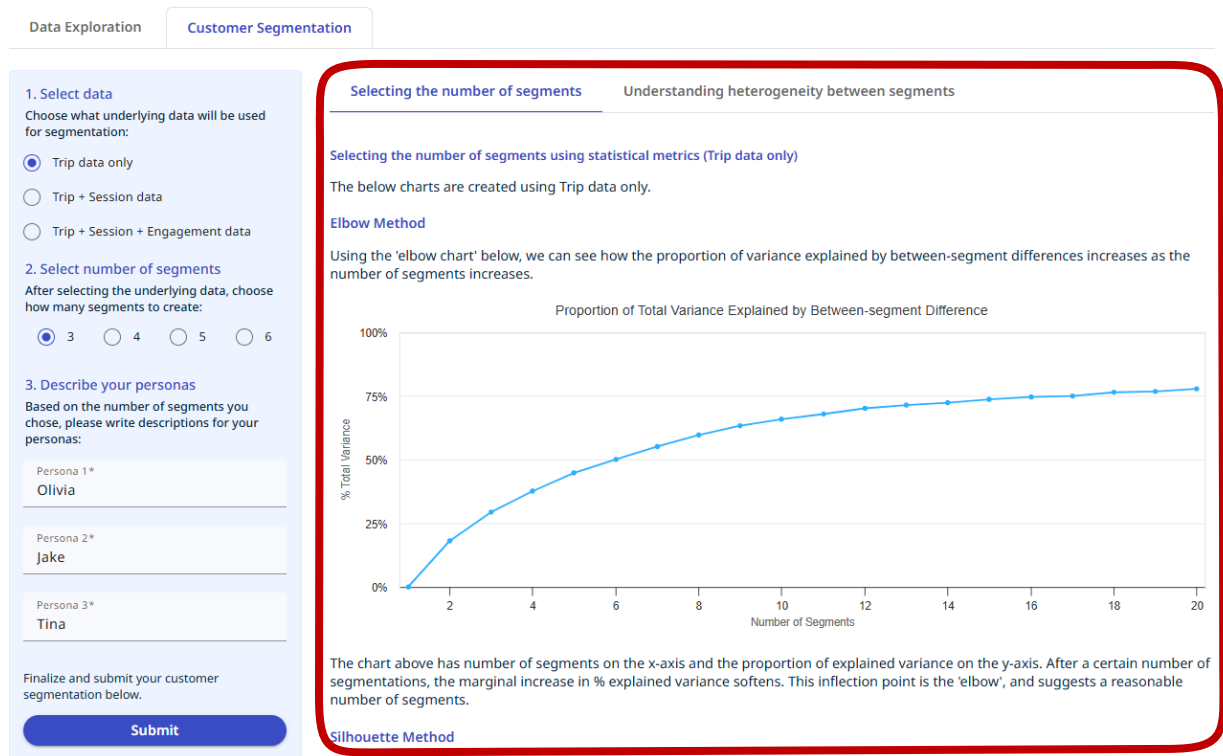 Data Exploration
Customer Segmentation
1. Select data
Choose what underlying data will be used
for segmentation:
Trip data only
Trip + Session data
Trip + Session + Engagement data
2. Select number of segments
After selecting the underlying data, choose
how many segments to create:
3 4 5 6
3. Describe your personas
Based on the number of segments you
chose, please write descriptions for your
personas:
Persona 1*
Olivia
Persona 2*
Jake
Persona 3*
Tina
Finalize and submit your customer
segmentation below.
Submit
Selecting the number of segments
Understanding heterogeneity between segments
Selecting the number of segments using statistical metrics (Trip data only)
The below charts are created using Trip data only.
Elbow Method
Using the 'elbow chart' below, we can see how the proportion of variance explained by between-segment differences increases as the
number of segments increases.
Proportion of Total Variance Explained by Between-segment Difference
100%
75%
50%
25%
0%
% Total Variance
2 4 6 8 10 12 14 16 18 20
Number of Segments
The chart above has number of segments on the x-axis and the proportion of explained variance on the y-axis. After a certain number of
segmentations, the marginal increase in % explained variance softens. This inflection point is the 'elbow', and suggests a reasonable
number of segments.
Silhouette Method